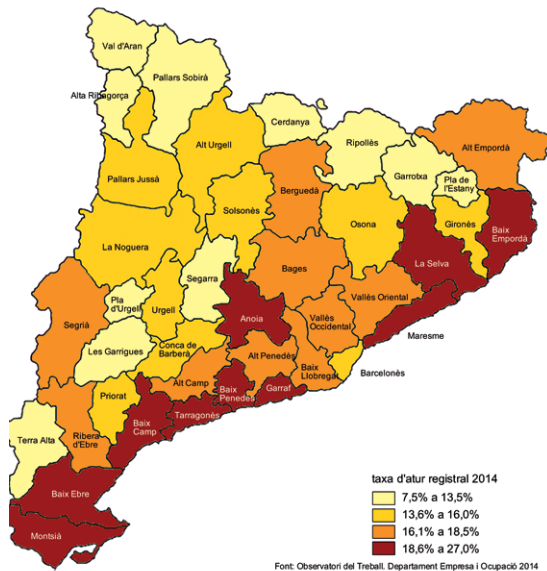 Val d'Aran
Pallars Sobirà
Alta Ribagorça
Cerdanya
Ripollès
Alt Empordà
Alt Urgell
Garrotxa
Pla de
l'Estany
Pallars Jussà
Berguedà
Solsonès
Osona
Gironès
Baix
Empordà
La Noguera
La Selva
Bages
Segarra
Vallès Oriental
Pla
d'Urgell
Urgell
Anoia
Vallès
Occidental
Segrià
Maresme
Les Garrigues
Conca de
Barberà
Alt Penedès
Baix
Llobregat
Barcelonès
Alt Camp
Baix
Penedès
Garraf
Priorat
Tarragonès
Baix
Camp
Terra Alta
Ribera
d'Ebre
Baix Ebre
Montsià
taxa d'atur registral 2014
7,5% a 13,5%
13,6% a 16,0%
16,1% a 18,5%
18,6% a 27,0%
Font: Observatori del Treball. Departament Empresa i Ocupació 2014